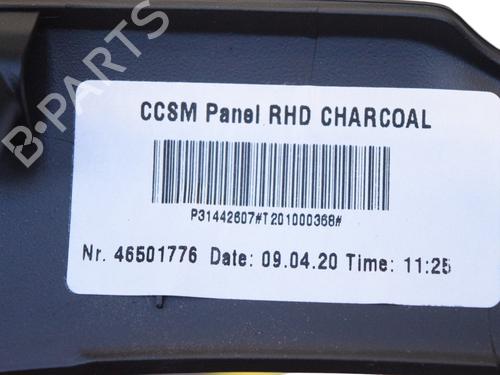 CCSM Panel RHD CHARCOAL
P31442607#T201000368#
Nr. 46501776 Date: 09.04.20 Time: 11:25
B-PARTS